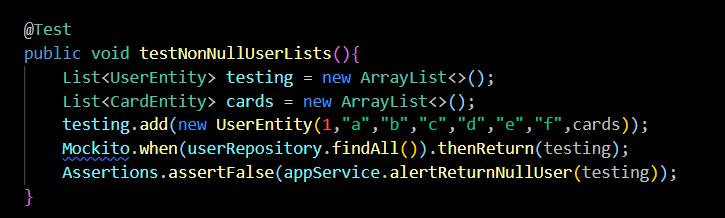 @Test
public void testNonNullUserLists(){
    List<UserEntity> testing = new ArrayList<>();
    List<CardEntity> cards = new ArrayList<>();
    testing.add(new UserEntity(1,"a","b","c","d","e","f",cards));
    Mockito.when(userRepository.findAll()).thenReturn(testing);
    Assertions.assertFalse(appService.alertReturnNullUser(testing));
}